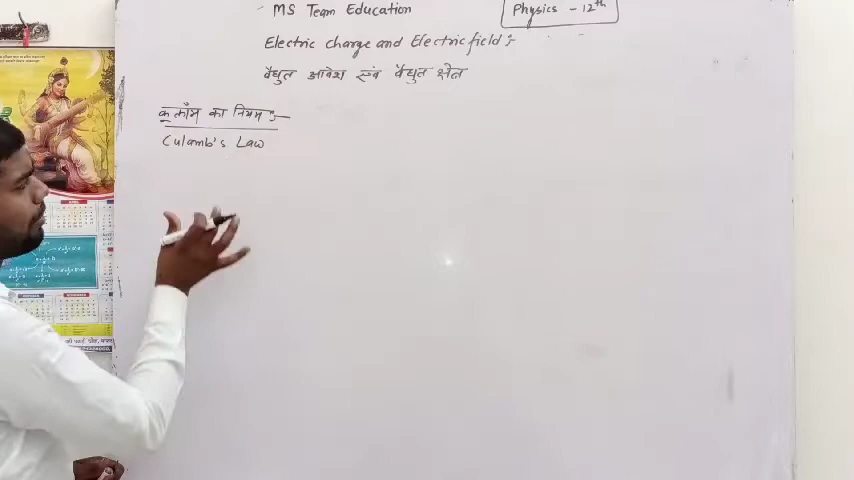 MS Team Education
Physics - 12th
Electric charge and Electric field :-
वैधुत आवेश एवं वैधुत क्षेत्र
कूलाँम का नियम :-
Culamb's Law